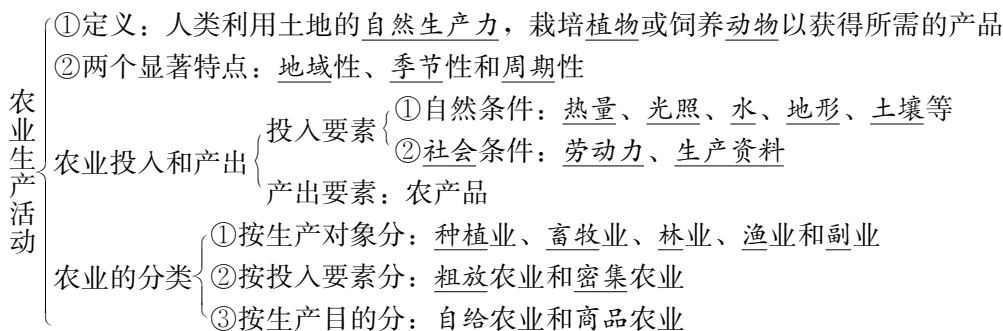 ①定义：人类利用土地的自然生产力，栽培植物或饲养动物以获得所需的产品
②两个显著特点：地域性、季节性和周期性
农业生产活动
农业投入和产出
投入要素
①自然条件：热量、光照、水、地形、土壤等
②社会条件：劳动力、生产资料
产出要素：农产品
农业的分类
①按生产对象分：种植业、畜牧业、林业、渔业和副业
②按投入要素分：粗放农业和密集农业
③按生产目的分：自给农业和商品农业